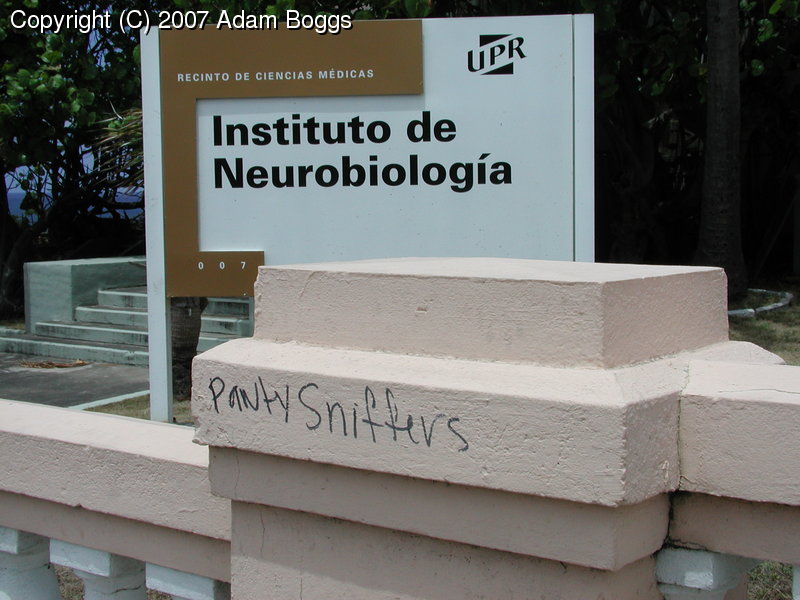 Copyright (C) 2007 Adam Boggs
UPR
RECINTO DE CIENCIAS MÉDICAS
Instituto de
Neurobiología
007
Panty Sniffers